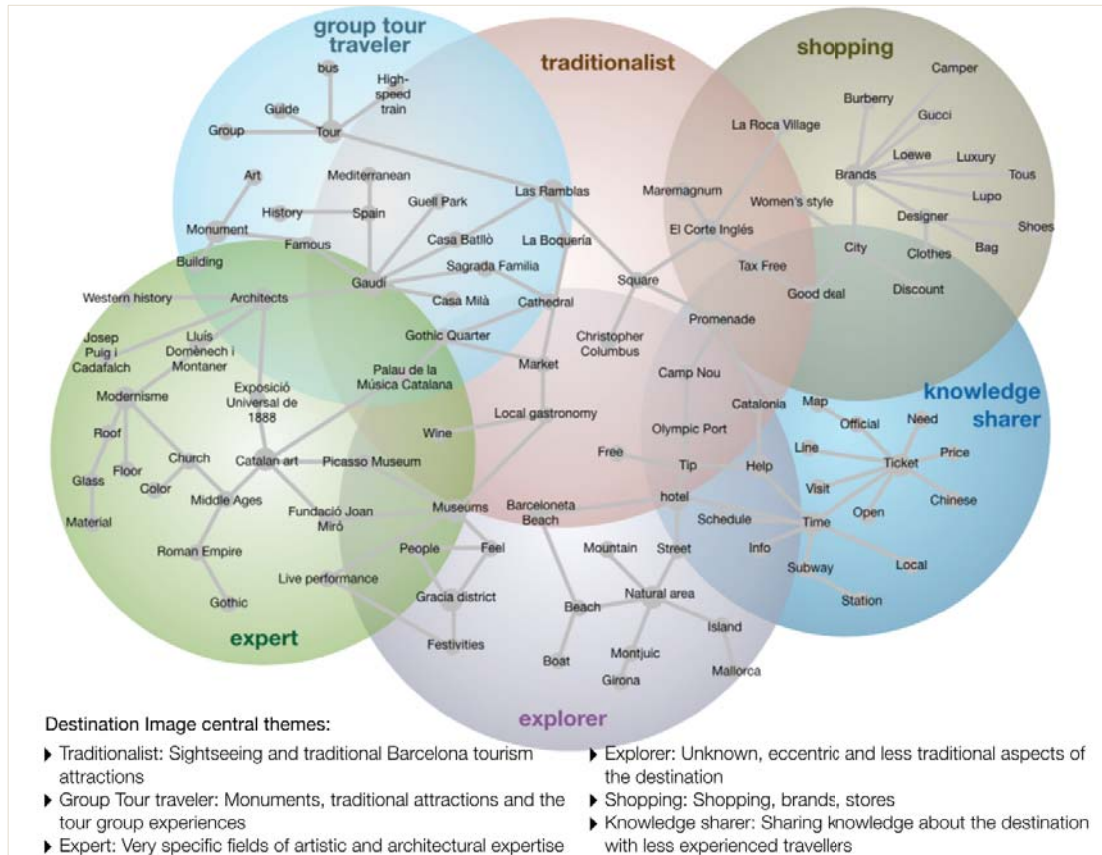 group tour
traveler
traditionalist
shopping
bus
High-
speed
train
Guide
Group
Tour
Camper
Burberry
Gucci
La Roca Village
Loewe
Luxury
Brands
Tous
Lupo
Art
Mediterranean
Las Ramblas
Maremagnum
Women's style
Designer
Shoes
History
Spain
Guell Park
Monument
Famous
Casa Batllò
La Boquería
El Corte Inglés
City
Clothes
Bag
Building
Sagrada Familia
Tax Free
Gaudí
Square
Western history
Architects
Casa Milà
Cathedral
Good deal
Discount
Promenade
Josep
Puig i
Cadafalch
Lluís
Domènech i
Montaner
Gothic Quarter
Christopher
Columbus
Market
Palau de la
Música Catalana
Camp Nou
knowledge
sharer
Modernisme
Exposició
Universal de
1888
Catalonia
Map
Local gastronomy
Official
Need
Roof
Wine
Olympic Port
Line
Price
Church
Floor
Catalan art
Picasso Museum
Free
Tip
Help
Ticket
Glass
Color
Visit
Middle Ages
hotel
Chinese
Material
Fundació Joan
Miró
Museums
Barceloneta
Beach
Schedule
Time
Open
Roman Empire
People
Feel
Mountain
Street
Info
Subway
Local
Live performance
Gracia district
Natural area
Gothic
Beach
Station
expert
Festivities
Island
Boat
Montjuic
Mallorca
Girona
explorer
Destination Image central themes:
Traditionalist: Sightseeing and traditional Barcelona tourism
attractions
Group Tour traveler: Monuments, traditional attractions and the
tour group experiences
Expert: Very specific fields of artistic and architectural expertise
Explorer: Unknown, eccentric and less traditional aspects of
the destination
Shopping: Shopping, brands, stores
Knowledge sharer: Sharing knowledge about the destination
with less experienced travellers